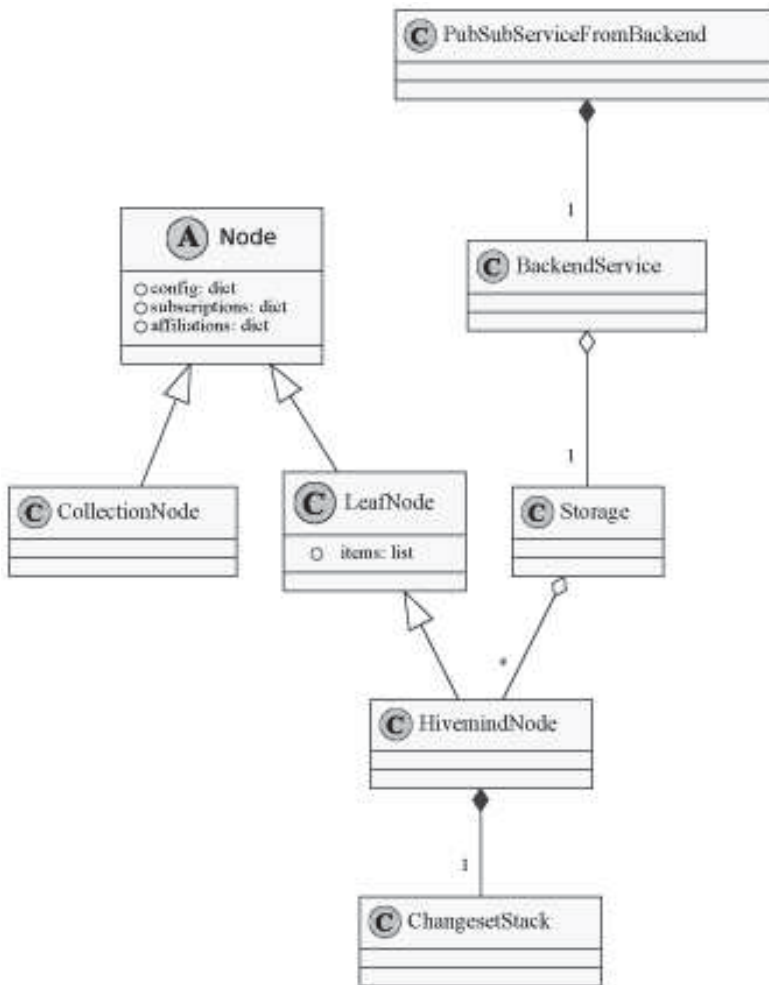 C PubSubServiceFromBackend
1
A Node
config: dict
subscriptions: dict
affiliations: dict
C BackendService
1
C CollectionNode
C LeafNode
items: list
C Storage
*
C HivemindNode
1
C ChangesetStack